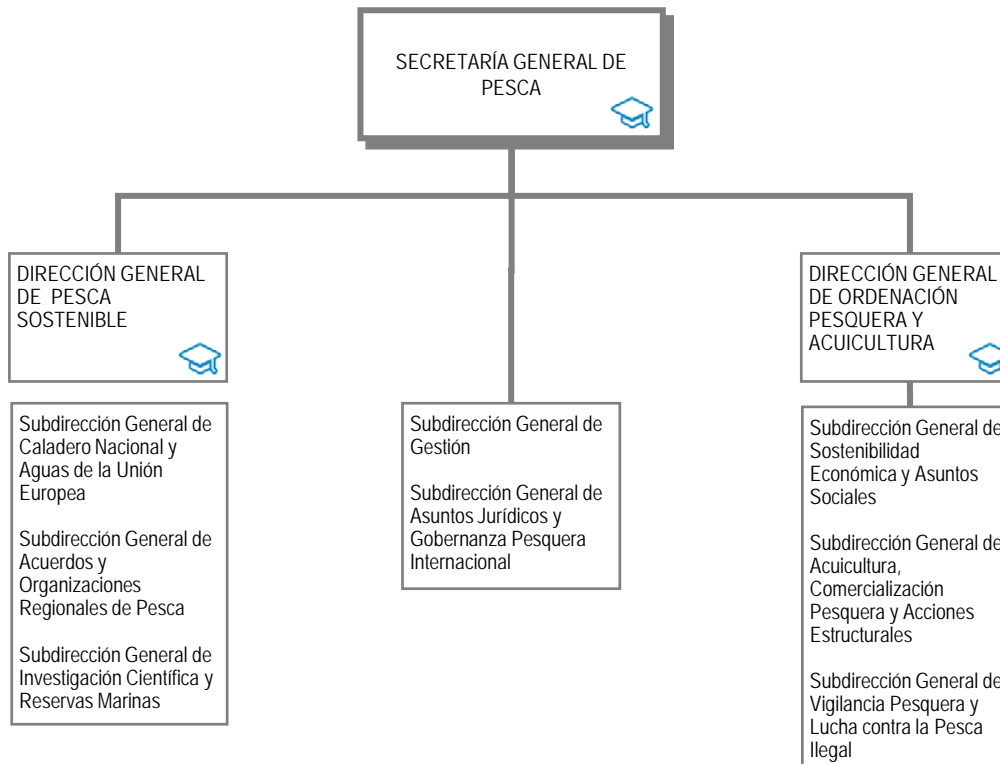 SECRETARÍA GENERAL DE
PESCA
DIRECCIÓN GENERAL
DE PESCA
SOSTENIBLE
DIRECCIÓN GENERAL
DE ORDENACIÓN
PESQUERA Y
ACUICULTURA
Subdirección General de
Caladero Nacional y
Aguas de la Unión
Europea
Subdirección General de
Acuerdos y
Organizaciones
Regionales de Pesca
Subdirección General de
Investigación Científica y
Reservas Marinas
Subdirección General de
Gestión
Subdirección General de
Asuntos Jurídicos y
Gobernanza Pesquera
Internacional
Subdirección General de
Sostenibilidad
Económica y Asuntos
Sociales
Subdirección General de
Acuicultura,
Comercialización
Pesquera y Acciones
Estructurales
Subdirección General de
Vigilancia Pesquera y
Lucha contra la Pesca
Ilegal